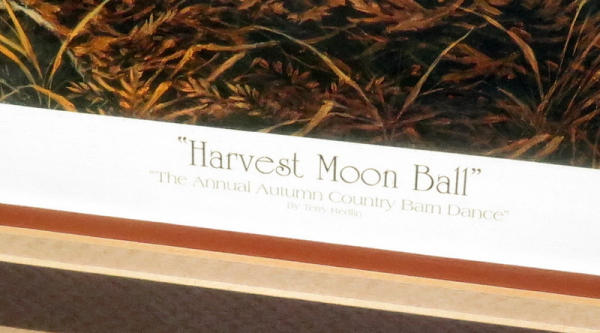 "Harvest Moon Ball"
"The Annual Autumn Country Barn Dance"
By Terry Redlin